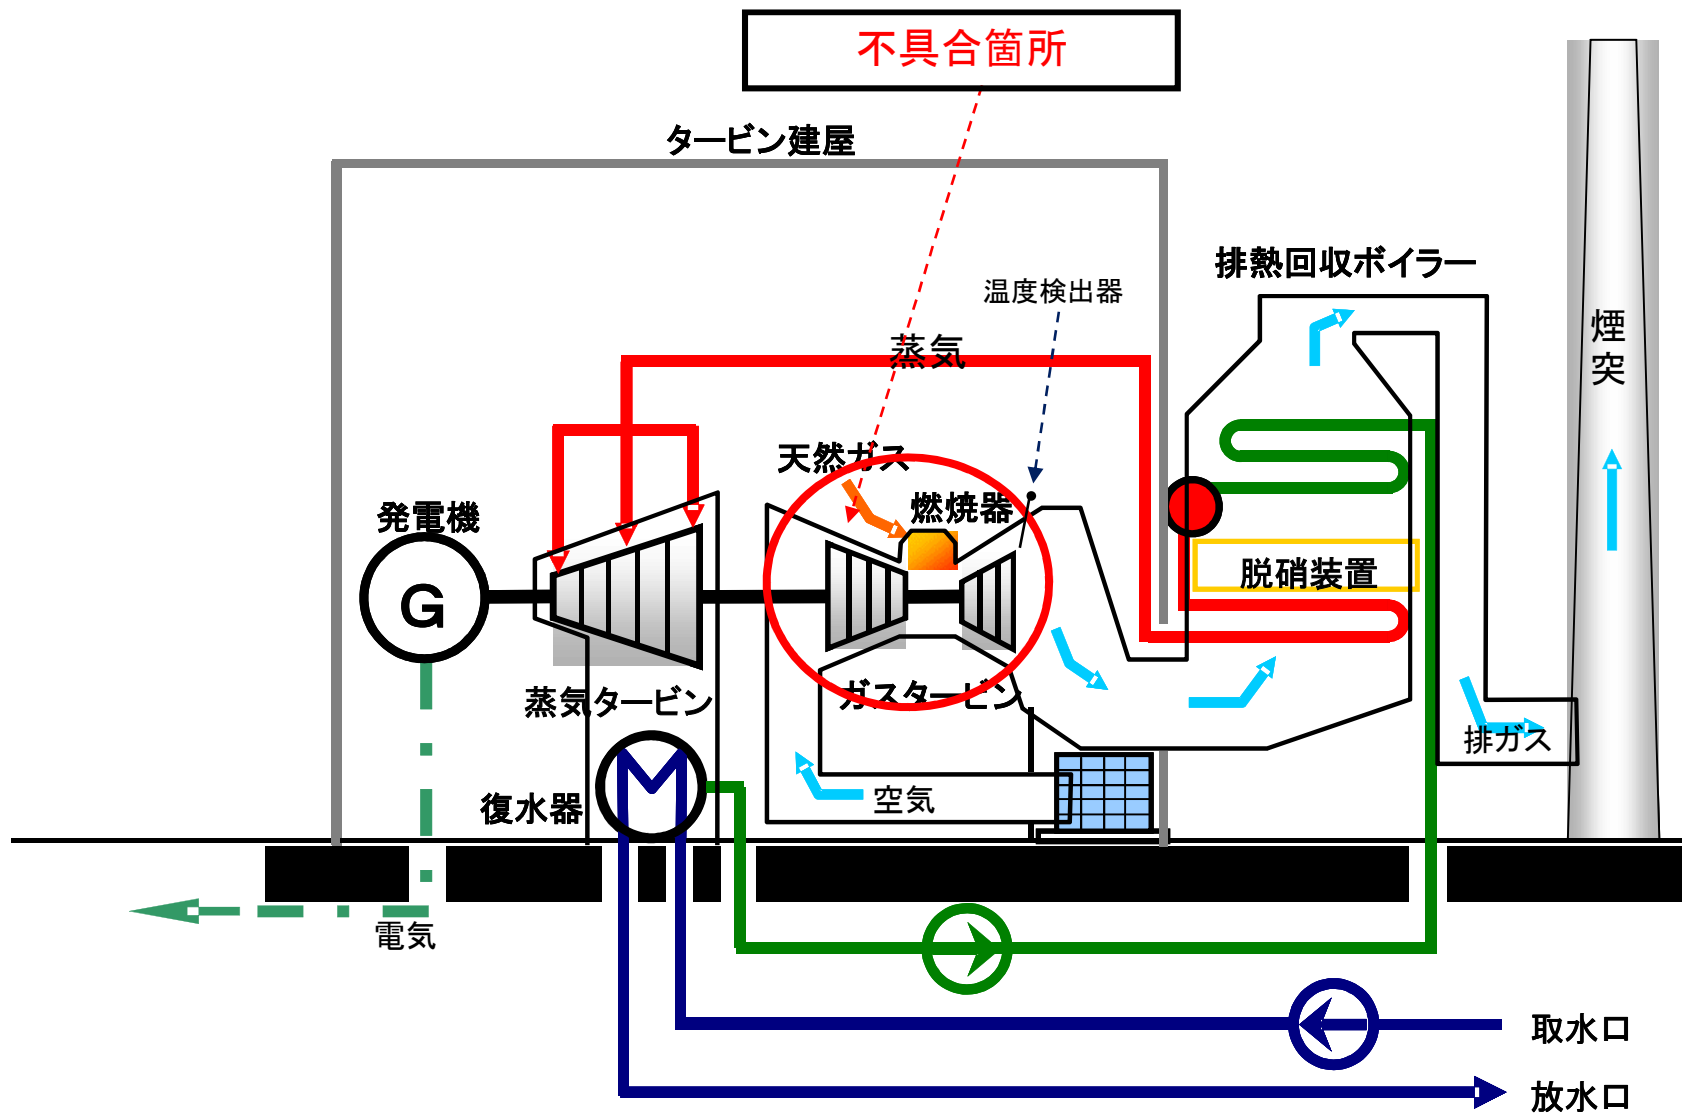 不具合箇所
タービン建屋
排熱回収ボイラー
温度検出器
煙突
蒸気
天然ガス
燃焼器
発電機
G
脱硝装置
蒸気タービン
ガスタービン
排ガス
復水器
空気
電気
取水口
放水口